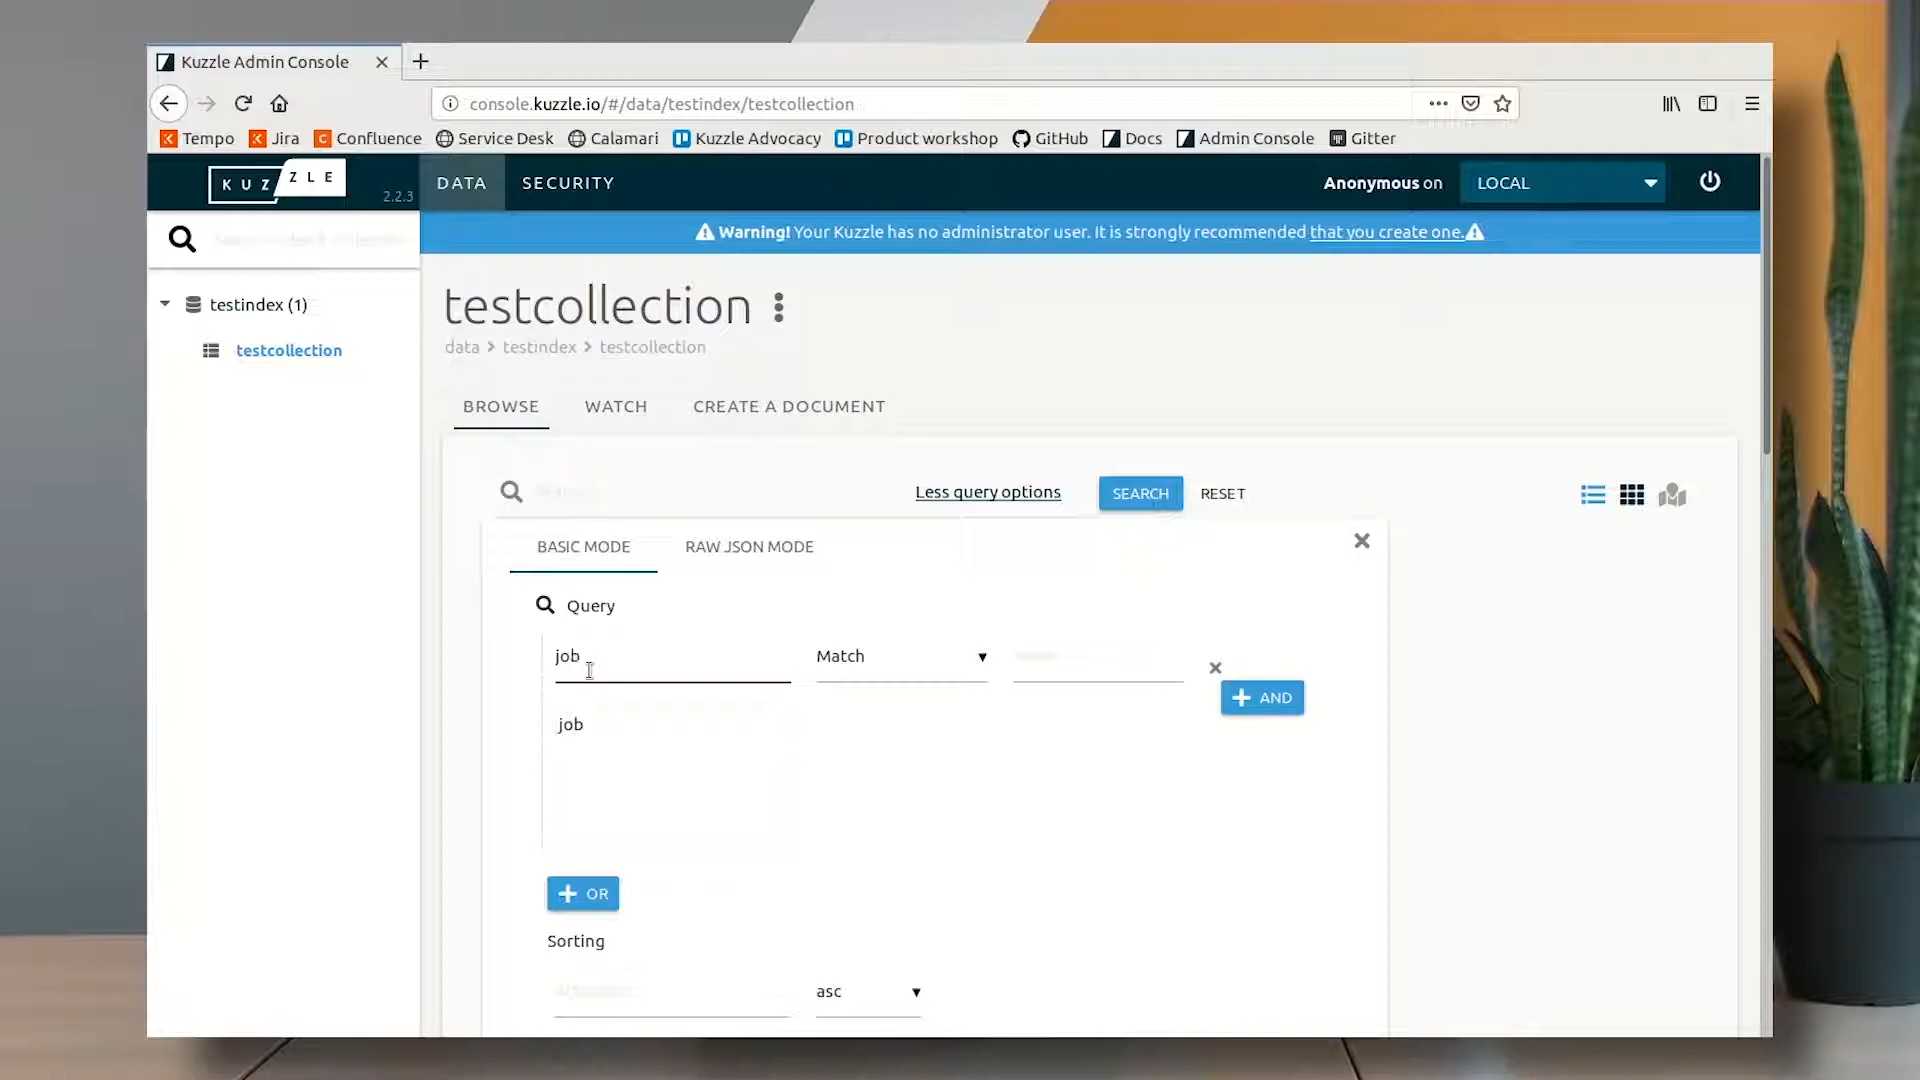 Kuzzle Admin Console
console.kuzzle.io/#/data/testindex/testcollection
Tempo Jira Confluence Service Desk Calamari Kuzzle Advocacy Product workshop GitHub Docs Admin Console Gitter
KUZZLE 2.2.3 DATA SECURITY Anonymous on LOCAL
Warning! Your Kuzzle has no administrator user. It is strongly recommended that you create one.
testindex (1)
testcollection
testcollection
data > testindex > testcollection
BROWSE WATCH CREATE A DOCUMENT
Less query options SEARCH RESET
BASIC MODE RAW JSON MODE
Query
job Match
AND
job
OR
Sorting
asc